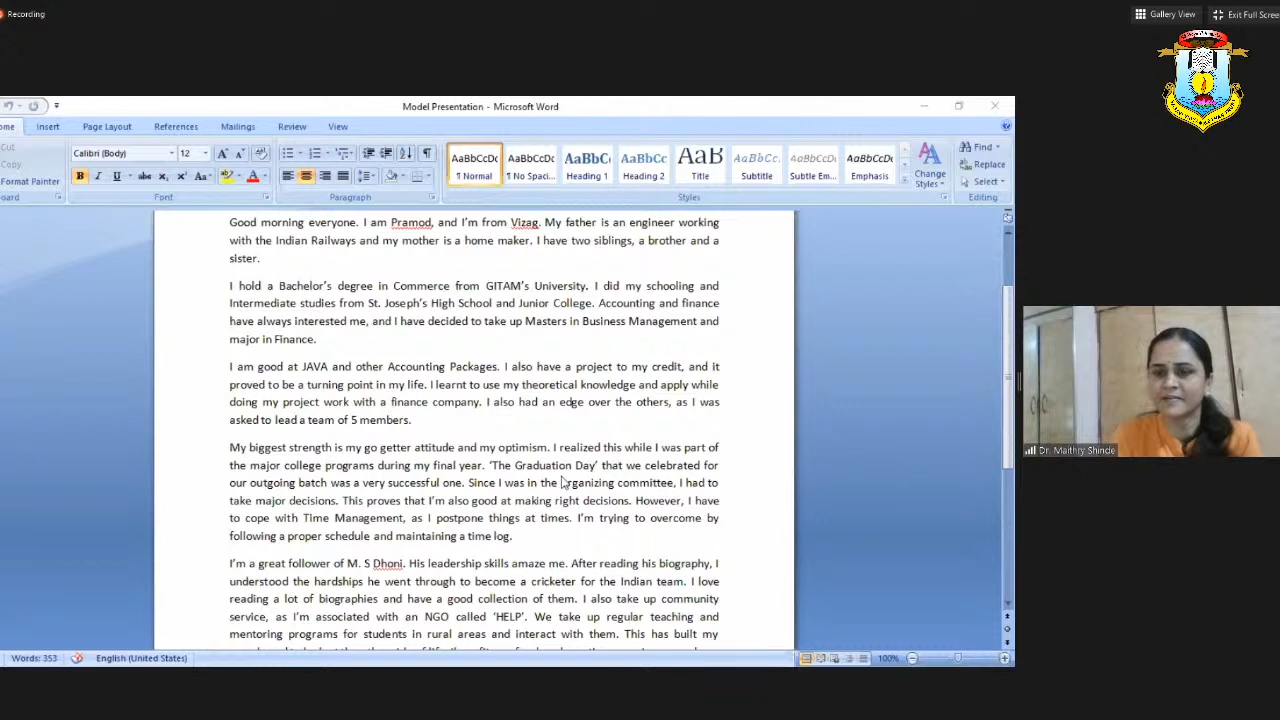 Recording
Gallery View
Exit Full Scree
Model Presentation - Microsoft Word
ome Insert Page Layout References Mailings Review View
Cut
Copy
Format Painter
oard
Calibri (Body) 12
Font
Paragraph
AaBbCcDc AaBbCcDc AaBbC AaBbCc AaB AaBbCc. AaBbCcDc AaBbCcDc
¶ Normal ¶ No Spaci... Heading 1 Heading 2 Title Subtitle Subtle Em... Emphasis
Change
Styles
Styles
Find
Replace
Select
Editing
Good morning everyone. I am Pramod, and I'm from Vizag. My father is an engineer working
with the Indian Railways and my mother is a home maker. I have two siblings, a brother and a
sister.
I hold a Bachelor's degree in Commerce from GITAM's University. I did my schooling and
Intermediate studies from St. Joseph's High School and Junior College. Accounting and finance
have always interested me, and I have decided to take up Masters in Business Management and
major in Finance.
I am good at JAVA and other Accounting Packages. I also have a project to my credit, and it
proved to be a turning point in my life. I learnt to use my theoretical knowledge and apply while
doing my project work with a finance company. I also had an edge over the others, as I was
asked to lead a team of 5 members.
My biggest strength is my go getter attitude and my optimism. I realized this while I was part of
the major college programs during my final year. 'The Graduation Day' that we celebrated for
our outgoing batch was a very successful one. Since I was in the organizing committee, I had to
take major decisions. This proves that I'm also good at making right decisions. However, I have
to cope with Time Management, as I postpone things at times. I'm trying to overcome by
following a proper schedule and maintaining a time log.
I'm a great follower of M. S Dhoni. His leadership skills amaze me. After reading his biography, I
understood the hardships he went through to become a cricketer for the Indian team. I love
reading a lot of biographies and have a good collection of them. I also take up community
service, as I'm associated with an NGO called 'HELP'. We take up regular teaching and
mentoring programs for students in rural areas and interact with them. This has built my
Dr. Maithry Shinde
Words: 353 English (United States) 100%